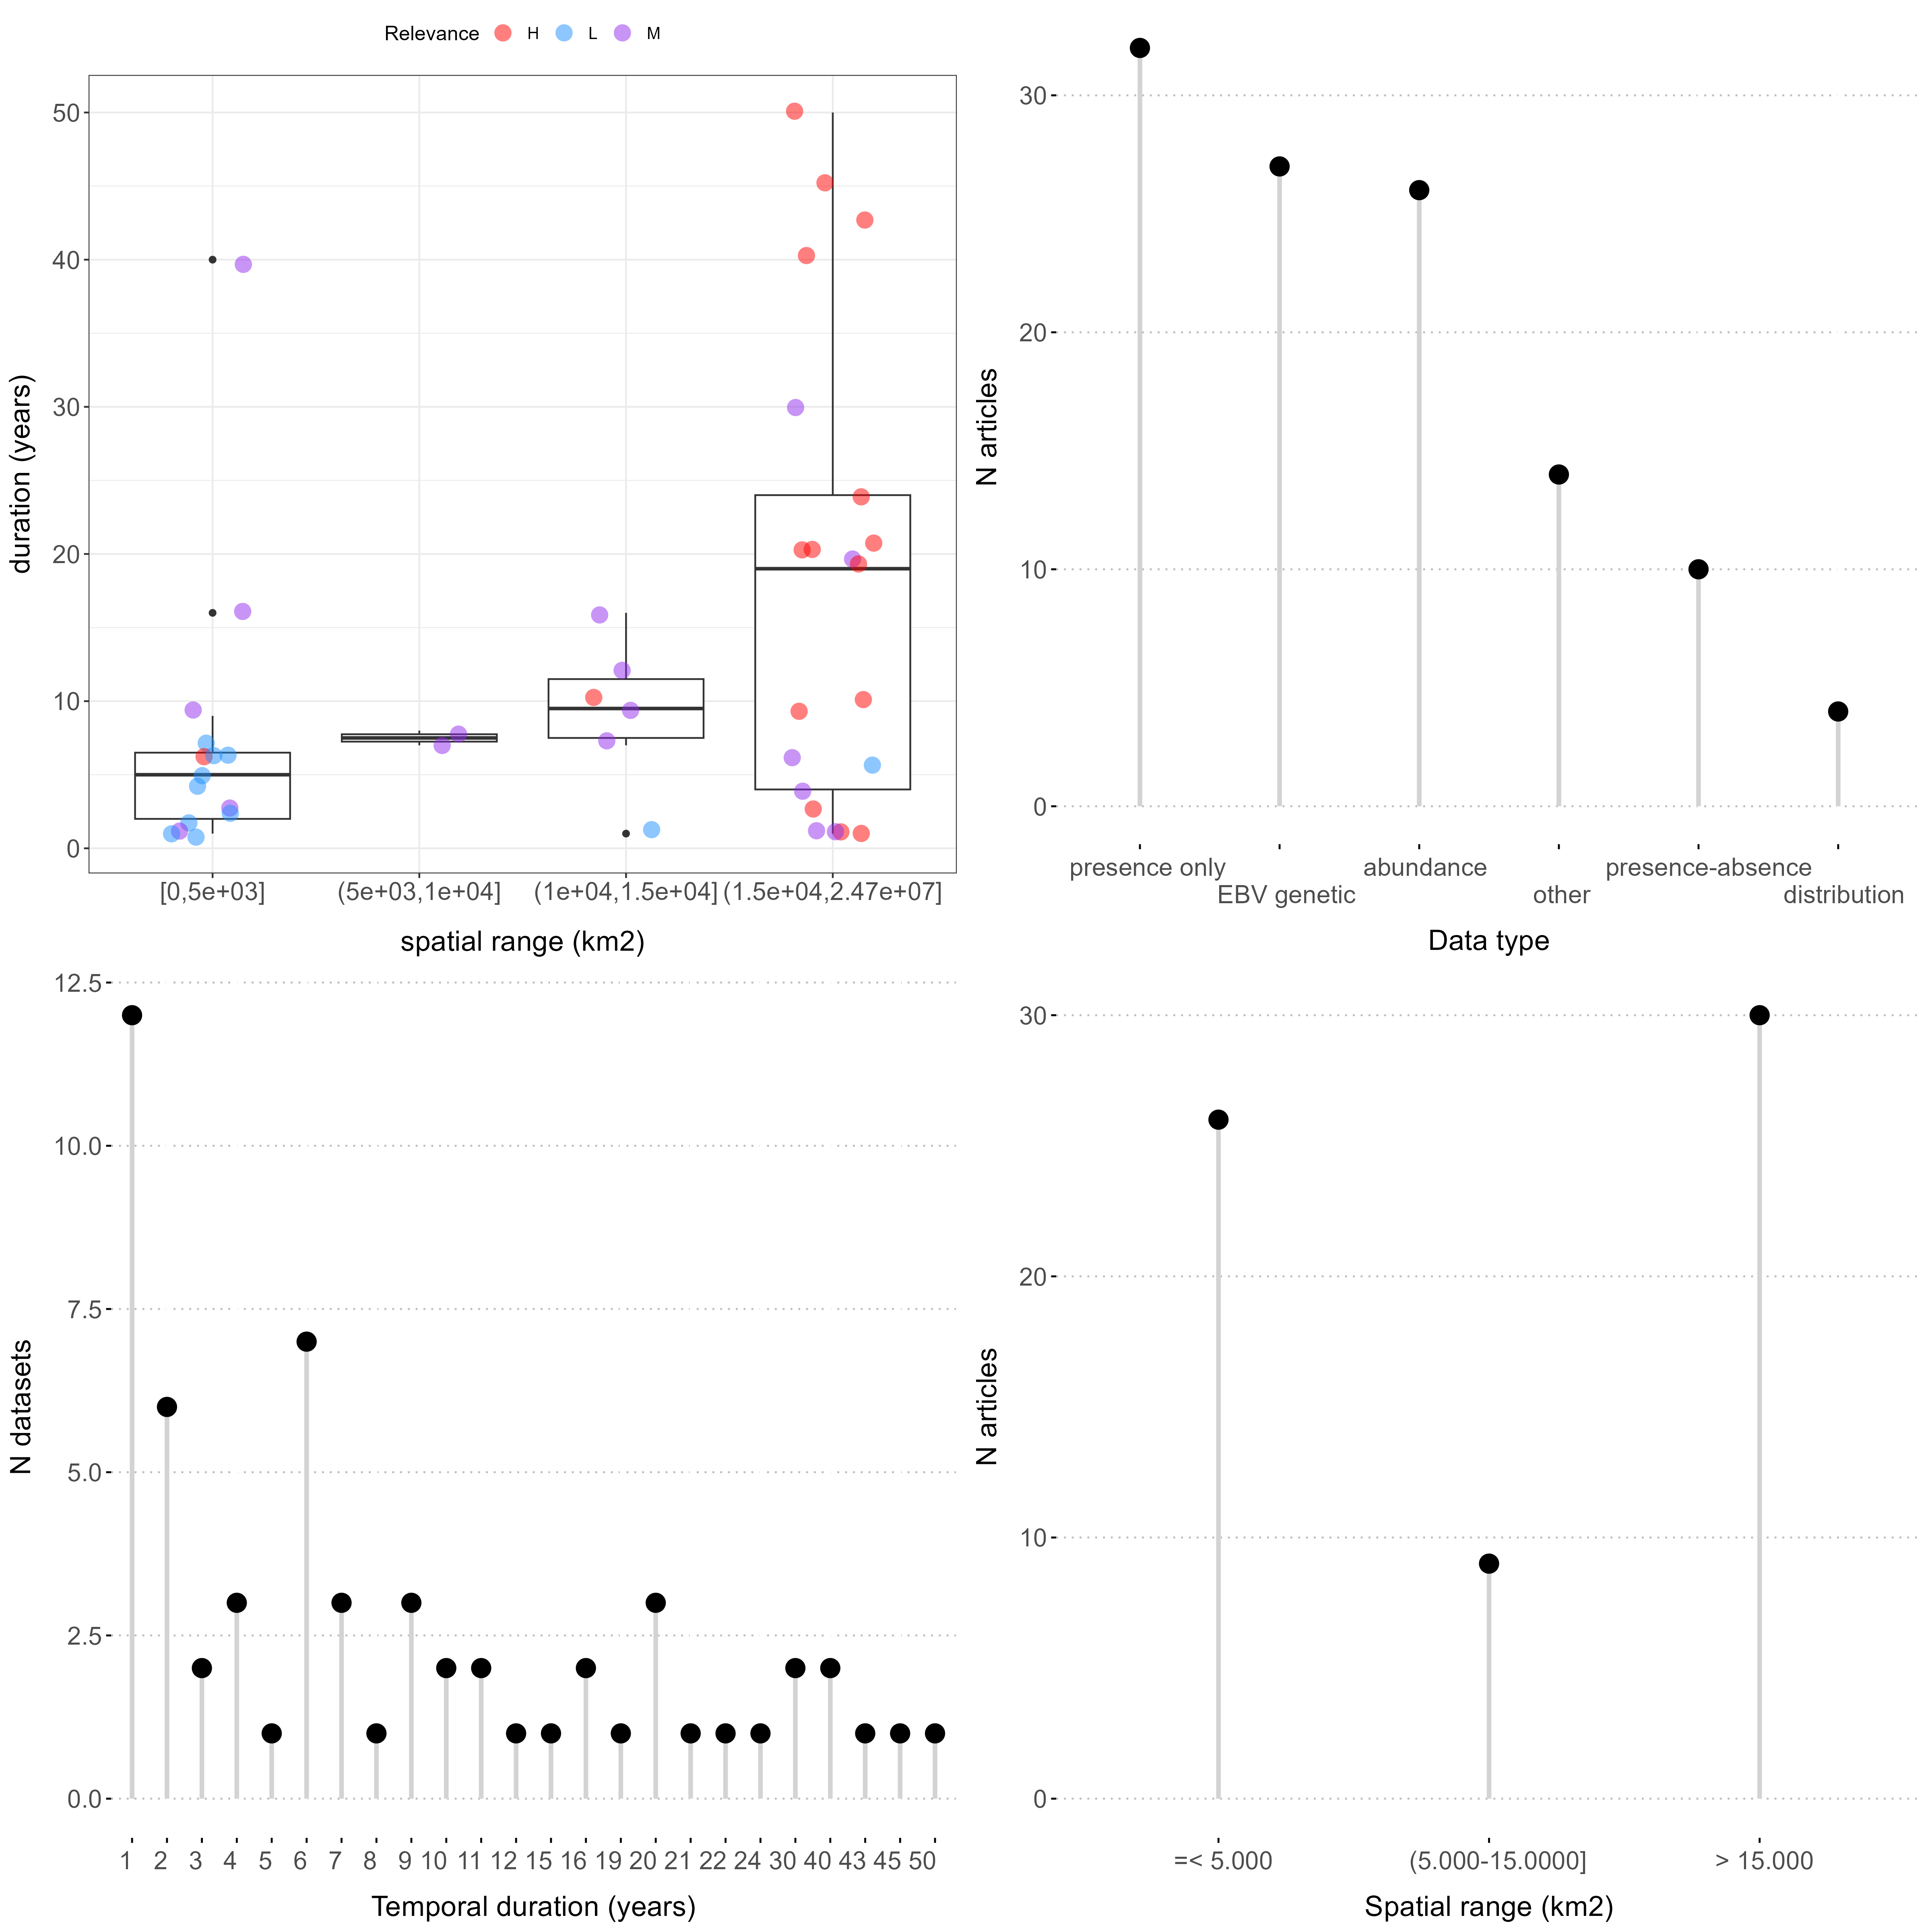 Relevance H L M
50
40
30
20
10
0
duration (years)
[0,5e+03] (5e+03,1e+04] (1e+04,1.5e+04] (1.5e+04,2.47e+07]
spatial range (km2)
30
20
10
0
N articles
presence only abundance presence-absence
EBV genetic other distribution
Data type
12.5
10.0
7.5
5.0
2.5
0.0
N datasets
1 2 3 4 5 6 7 8 9 10 11 12 15 16 19 20 21 22 24 30 40 43 45 50
Temporal duration (years)
30
20
10
0
N articles
=< 5.000 (5.000-15.0000] > 15.000
Spatial range (km2)